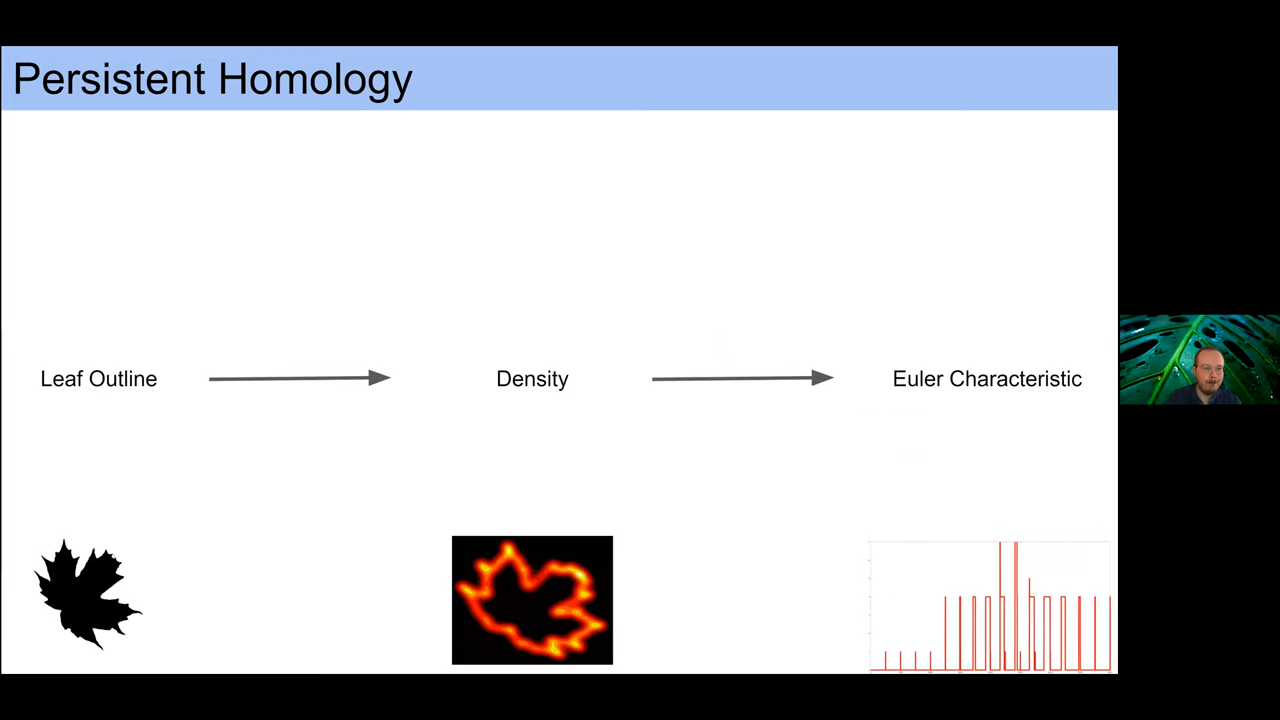 Persistent Homology
Leaf Outline
Density
Euler Characteristic